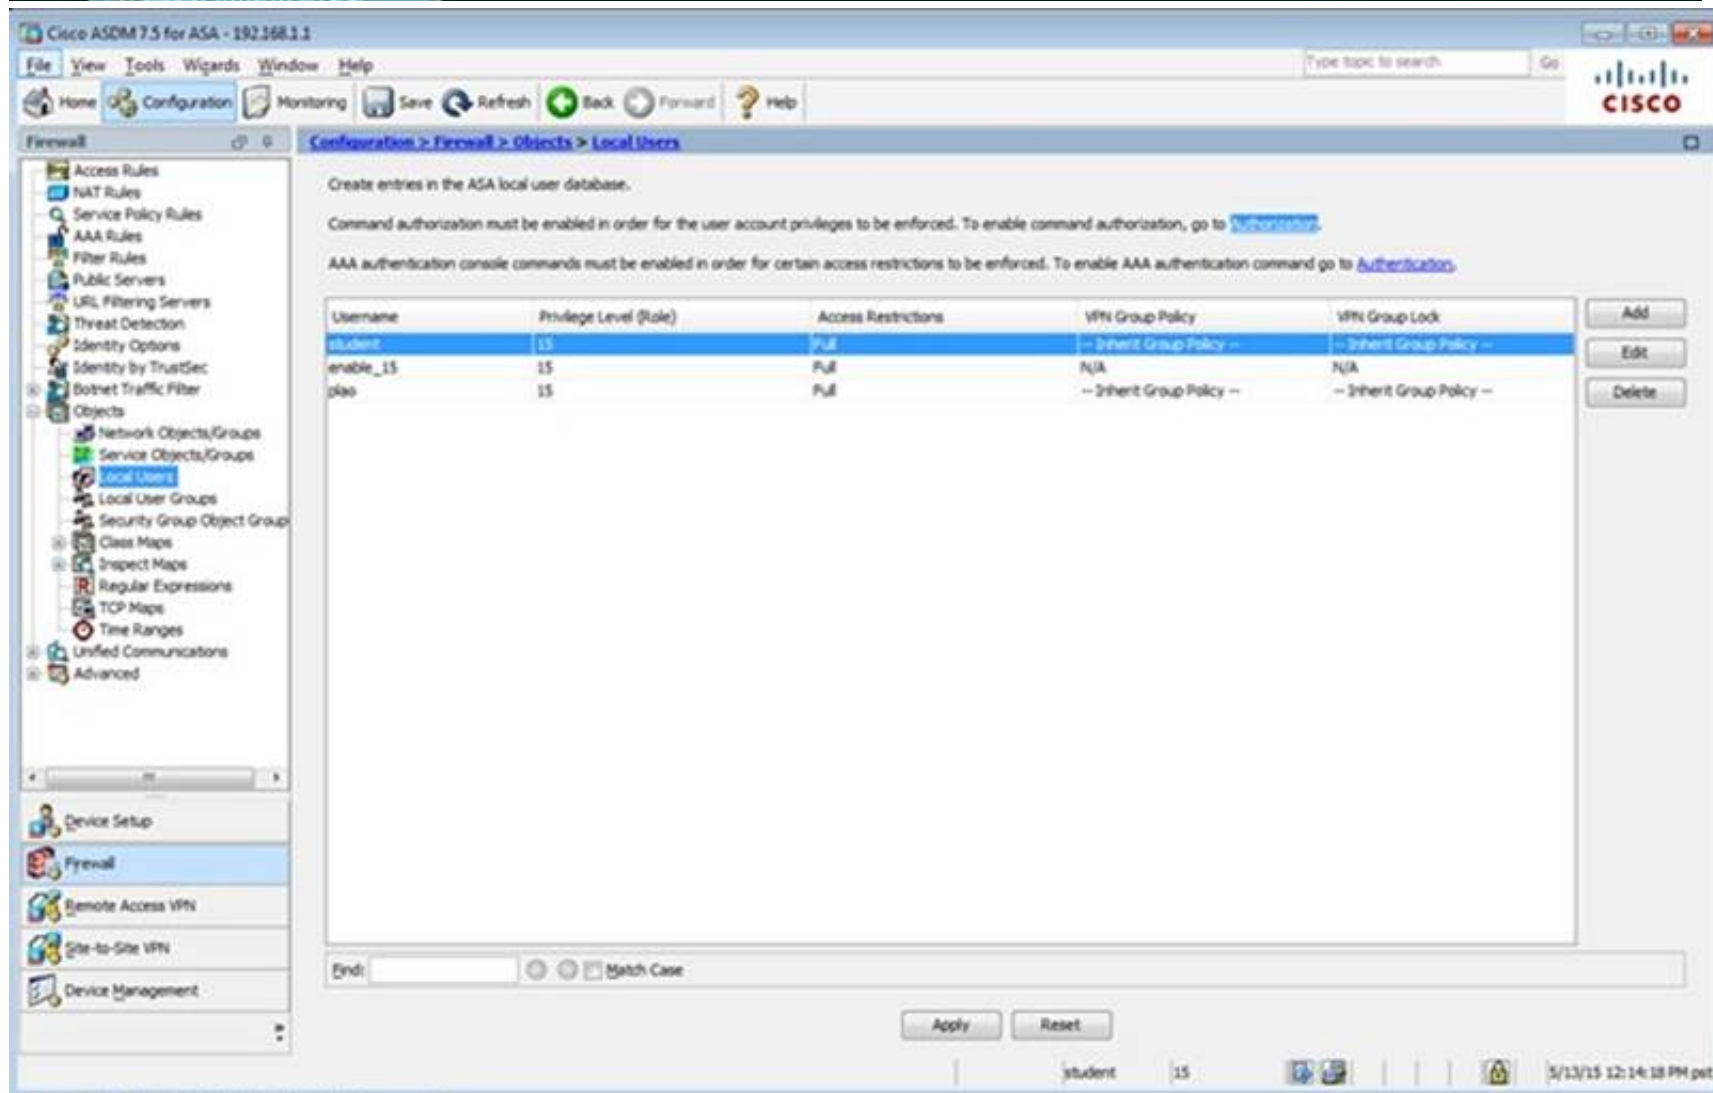 Cisco ASDM 7.5 for ASA - 192.168.1.1
File View Tools Wizards Window Help
Type topic to search Go
CISCO
Home Configuration Monitoring Save Refresh Back Forward Help
Firewall
Configuration > Firewall > Objects > Local Users
Access Rules
NAT Rules
Service Policy Rules
AAA Rules
Filter Rules
Public Servers
URL Filtering Servers
Threat Detection
Identity Options
Identity by TrustSec
Botnet Traffic Filter
Objects
Network Objects/Groups
Service Objects/Groups
Local Users
Local User Groups
Security Group Object Group
Class Maps
Inspect Maps
Regular Expressions
TCP Maps
Time Ranges
Unified Communications
Advanced
Device Setup
Firewall
Remote Access VPN
Site-to-Site VPN
Device Management
Create entries in the ASA local user database.
Command authorization must be enabled in order for the user account privileges to be enforced. To enable command authorization, go to Authorization.
AAA authentication console commands must be enabled in order for certain access restrictions to be enforced. To enable AAA authentication command go to Authentication.
Username Privilege Level (Role) Access Restrictions VPN Group Policy VPN Group Lock
student 15 Full -- Inherit Group Policy -- -- Inherit Group Policy --
enable_15 15 Full N/A N/A
plao 15 Full -- Inherit Group Policy -- -- Inherit Group Policy --
Add
Edit
Delete
Find: Match Case
Apply Reset
student 15 5/13/15 12:14:18 PM pst